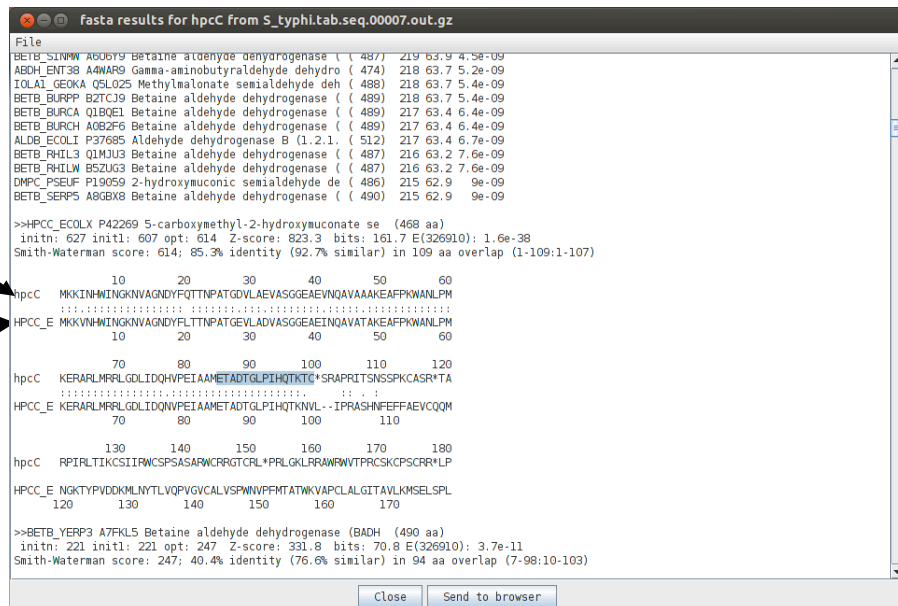 fasta results for hpcC from S_typhi.tab.seq.00007.out.gz
File
BETB_SINMW A6U6Y9 Betaine aldehyde dehydrogenase ( ( 487) 219 63.9 4.5e-09
ABDH_ENT38 A4WAR9 Gamma-aminobutyraldehyde dehydro ( 474) 218 63.7 5.2e-09
IOLA1_GEOKA Q5L025 Methylmalonate semialdehyde deh ( 488) 218 63.7 5.4e-09
BETB_BURPP B2TCJ9 Betaine aldehyde dehydrogenase ( ( 489) 218 63.7 5.4e-09
BETB_BURCA Q1BQE1 Betaine aldehyde dehydrogenase ( ( 489) 217 63.4 6.4e-09
BETB_BURCH A0B2F6 Betaine aldehyde dehydrogenase ( ( 489) 217 63.4 6.4e-09
ALDB_ECOLI P37685 Aldehyde dehydrogenase B (1.2.1. ( 512) 217 63.4 6.7e-09
BETB_RHIL3 Q1MJU3 Betaine aldehyde dehydrogenase ( ( 487) 216 63.2 7.6e-09
BETB_RHILW B5ZUG3 Betaine aldehyde dehydrogenase ( ( 487) 216 63.2 7.6e-09
DMPC_PSEUF P19059 2-hydroxymuconic semialdehyde de ( 486) 215 62.9 9e-09
BETB_SERP5 A8GBX8 Betaine aldehyde dehydrogenase ( ( 490) 215 62.9 9e-09
>>HPCC_ECOLX P42269 5-carboxymethyl-2-hydroxymuconate se (468 aa)
initn: 627 init1: 607 opt: 614 Z-score: 823.3 bits: 161.7 E(326910): 1.6e-38
Smith-Waterman score: 614; 85.3% identity (92.7% similar) in 109 aa overlap (1-109:1-107)
10 20 30 40 50 60
hpcC MKKINHWINGKNVAGNDYFQTTNPATGDVLAEVASGGEAEVNQAVAAAKEAFPKWANLPM
:::.::::::::::::::: :::::::.:::.::::::::.:::::.:::::::::::::
HPCC_E MKKVNHWINGKNVAGNDYFLTTNPATGEVLADVASGGEAEINQAVATAKEAFPKWANLPM
10 20 30 40 50 60
70 80 90 100 110 120
hpcC KERARLMRRLGDLIDQHVPEIAAMETADTGLPIHQTKTC*SRAPRITSNSSPKCASR*TA
::::::::::::::::.::::::::::::::::::::. :: . :
HPCC_E KERARLMRRLGDLIDQNVPEIAAMETADTGLPIHQTKNVL--IPRASHNFEFFAEVCQQM
70 80 90 100 110
130 140 150 160 170 180
hpcC RPIRLTIKCSIIRWCSPSASARWCRRGTCRL*PRLGKLRRAWRWVTPRCSKCPSCRR*LP
HPCC_E NGKTYPVDDKMLNYTLVQPVGVCALVSPWNVPFMTATWKVAPCLALGITAVLKMSELSPL
120 130 140 150 160 170
>>BETB_YERP3 A7FKL5 Betaine aldehyde dehydrogenase (BADH (490 aa)
initn: 221 init1: 221 opt: 247 Z-score: 331.8 bits: 70.8 E(326910): 3.7e-11
Smith-Waterman score: 247; 40.4% identity (76.6% similar) in 94 aa overlap (7-98:10-103)
Close Send to browser